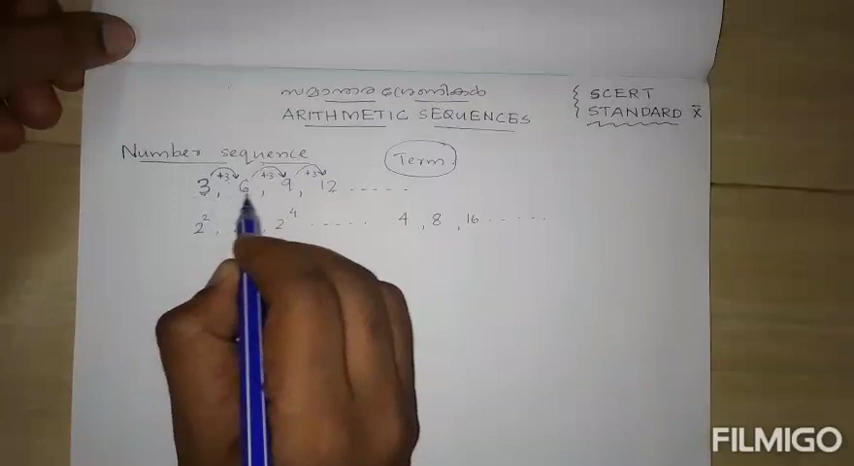 സമാന്തര ശ്രേണികൾ
ARITHMETIC SEQUENCES
SCERT
STANDARD X̄
Number sequence
Term
+3 +3 +3
3, 6, 9, 12 .....
2², , 2⁴ ..... 4, 8, 16 .....
FILMIGO